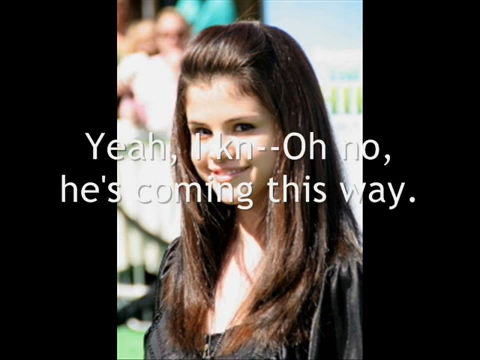 Yeah, I kn--Oh no,
he's coming this way.